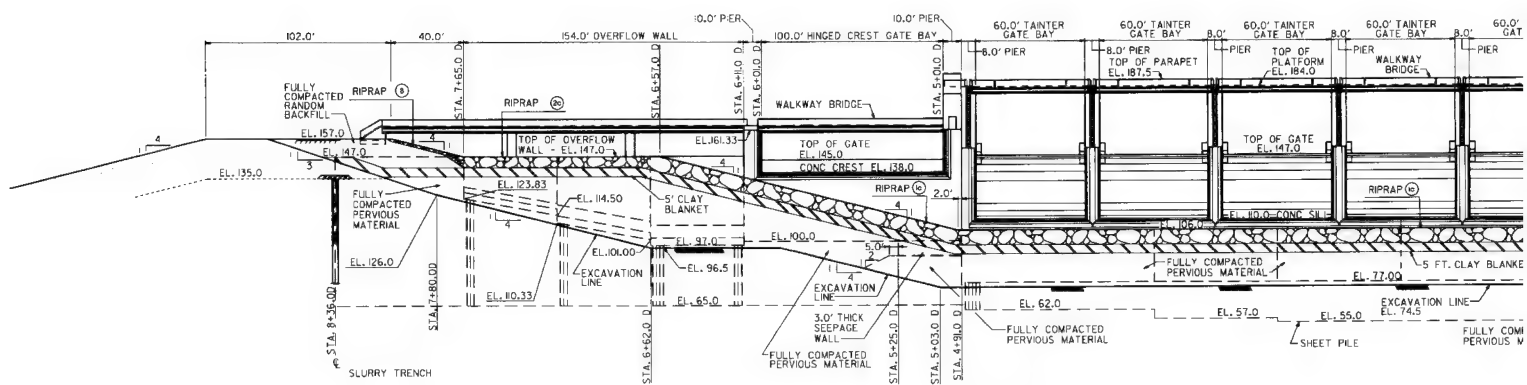 10.0' PIER
10.0' PIER
60.0' TAINTER
GATE BAY
60.0' TAINTER
GATE BAY
60.0' TAINTER
GATE BAY
60.0' TAINTER
GATE BAY
60.0'
GAT
102.0'
40.0'
154.0' OVERFLOW WALL
100.0' HINGED CREST GATE BAY
STA. 7+65.0 D
STA. 6+57.0 D
STA. 6+11.0 D
STA. 6+01.0 D
STA. 5+01.0 D
8.0' PIER
8.0' PIER
8.0'
PIER
8.0'
PIER
8.0'
PIER
TOP OF PARAPET
EL. 187.5
TOP OF
PLATFORM
EL. 184.0
WALKWAY
BRIDGE
FULLY
COMPACTED
RANDOM
BACKFILL
RIPRAP
RIPRAP 2c
WALKWAY BRIDGE
EL. 157.0
4
4
EL.161.33
EL. 147.0
3
TOP OF OVERFLOW
WALL - EL. 147.0
TOP OF GATE
EL. 145.0
CONC CREST EL. 138.0
TOP OF GATE
EL. 147.0
EL. 135.0
4
RIPRAP 1c
2.0'
RIPRAP 1c
EL. 123.83
EL. 114.50
5' CLAY
BLANKET
FULLY
COMPACTED
PERVIOUS
MATERIAL
4
4
EL. 110.0 CONC SILL
EL. 106.0
EL. 126.0
EL. 97.0
EL. 100.0
5.0'
2
EL.101.00
EL. 96.5
EXCAVATION
LINE
4
FULLY COMPACTED
PERVIOUS MATERIAL
5 FT. CLAY BLANKE
EL. 77.00
EL.110.33
EL. 65.0
EXCAVATION
LINE
EL. 62.0
EL. 57.0
EL. 55.0
EXCAVATION LINE
EL. 74.5
3.0' THICK
SEEPAGE
WALL
FULLY COMPACTED
PERVIOUS MATERIAL
SHEET PILE
FULLY COMP
PERVIOUS M
FULLY COMPACTED
PERVIOUS MATERIAL
STA. 8+36.0 D
STA. 7+80.0 D
STA. 6+62.0 D
STA. 5+25.0 D
STA. 5+03.0 D
STA. 4+91.0 D
SLURRY TRENCH